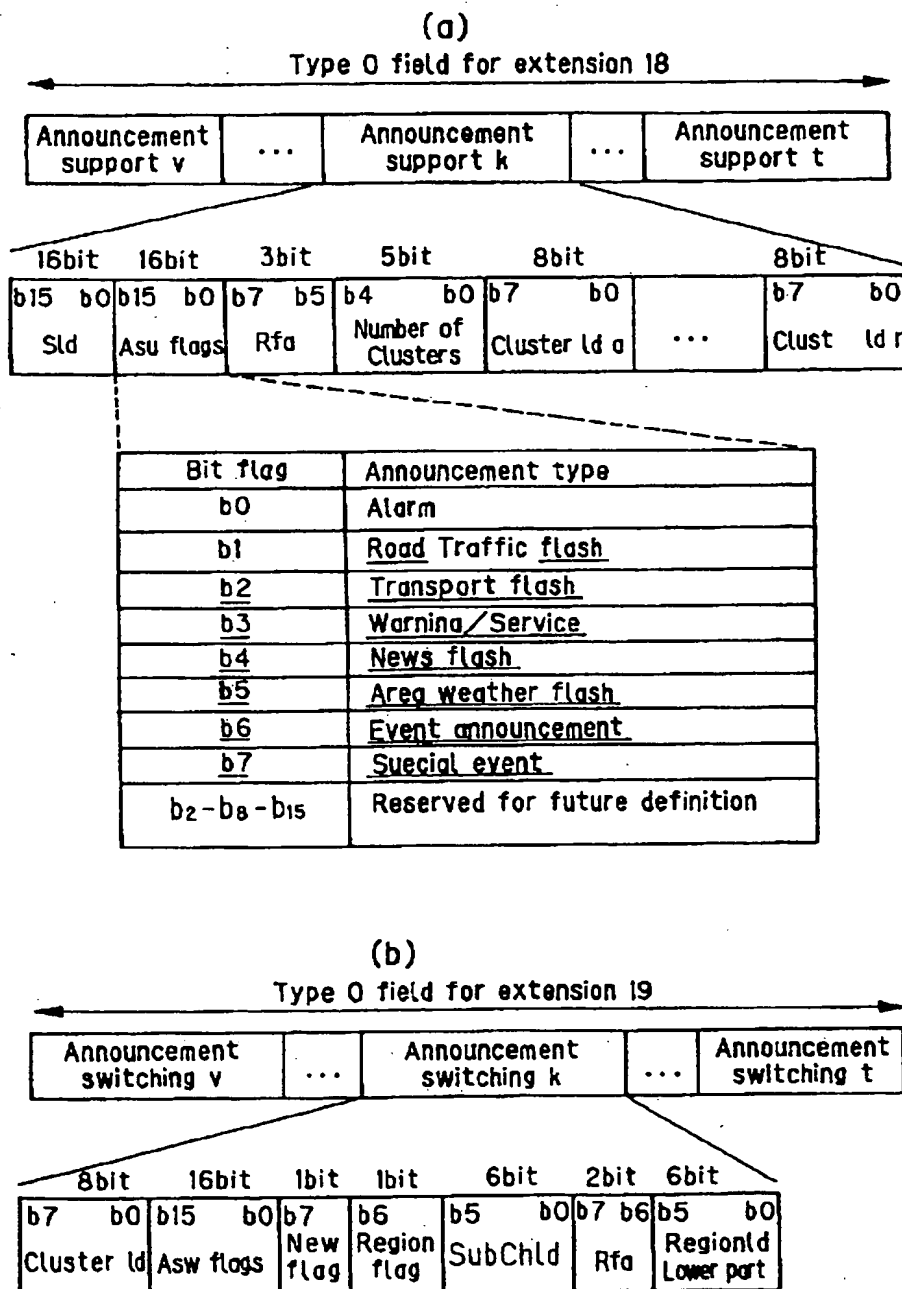 (a)
Type 0 field for extension 18
Announcement support v ... Announcement support k ... Announcement support t
16bit 16bit 3bit 5bit 8bit 8bit
b15 b0 b15 b0 b7 b5 b4 b0 b7 b0 b7 b0
SId Asu flags Rfa Number of Clusters Cluster Id a ... Clust Id r
Bit flag Announcement type
b0 Alarm
b1 Road Traffic flash
b2 Transport flash
b3 Warnina/Service
b4 News flash
b5 Area weather flash
b6 Event announcement
b7 Suecial event
b2-b8-b15 Reserved for future definition
(b)
Type 0 field for extension 19
Announcement switching v ... Announcement switching k ... Announcement switching t
8bit 16bit 1bit 1bit 6bit 2bit 6bit
b7 b0 b15 b0 b7 b6 b5 b0 b7 b6 b5 b0
Cluster Id Asw flags New flag Region flag SubChId Rfa RegionId Lower part